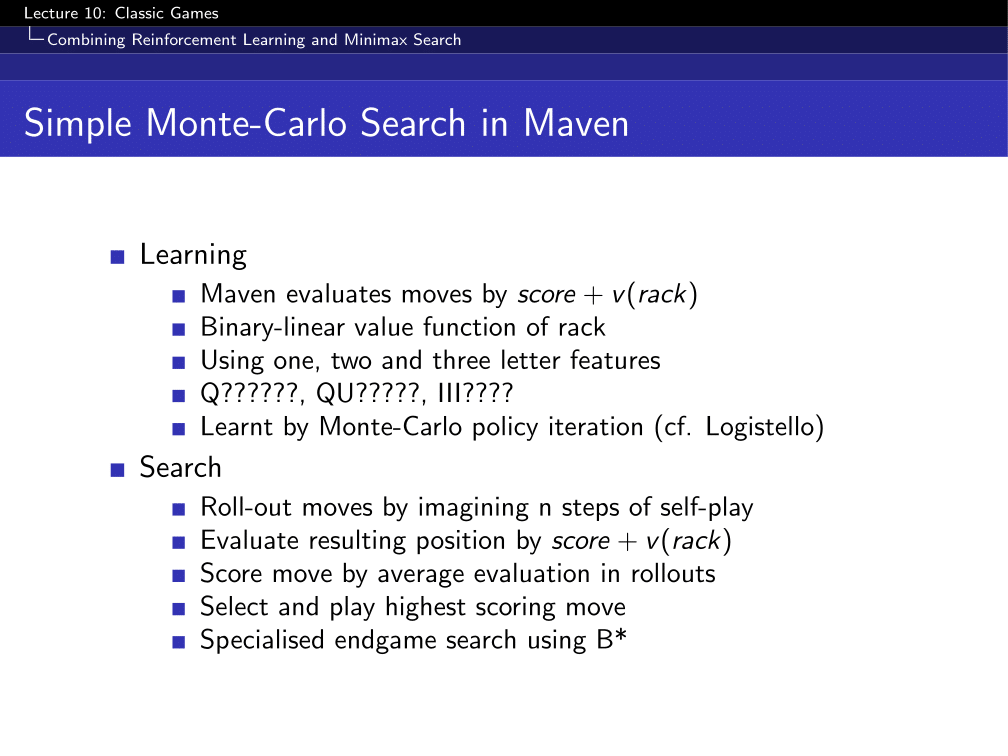 Lecture 10: Classic Games
Combining Reinforcement Learning and Minimax Search
Simple Monte-Carlo Search in Maven
Learning
Maven evaluates moves by score + v(rack)
Binary-linear value function of rack
Using one, two and three letter features
Q??????, QU?????, III????
Learnt by Monte-Carlo policy iteration (cf. Logistello)
Search
Roll-out moves by imagining n steps of self-play
Evaluate resulting position by score + v(rack)
Score move by average evaluation in rollouts
Select and play highest scoring move
Specialised endgame search using B*